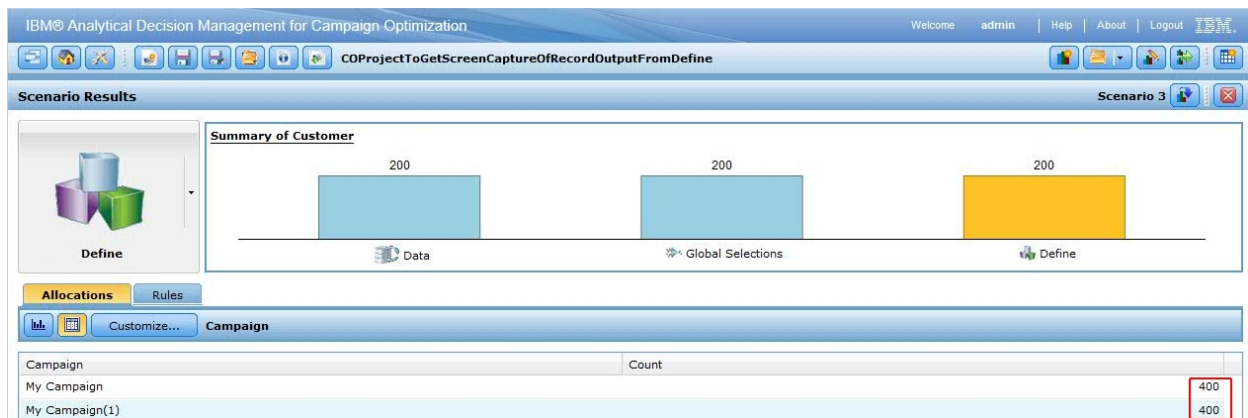 IBM® Analytical Decision Management for Campaign Optimization Welcome admin | Help | About | Logout IBM.
COProjectToGetScreenCaptureOfRecordOutputFromDefine
Scenario Results Scenario 3
Summary of Customer
200 200 200
Define Data Global Selections Define
Allocations Rules
Customize... Campaign
Campaign Count
My Campaign 400
My Campaign(1) 400